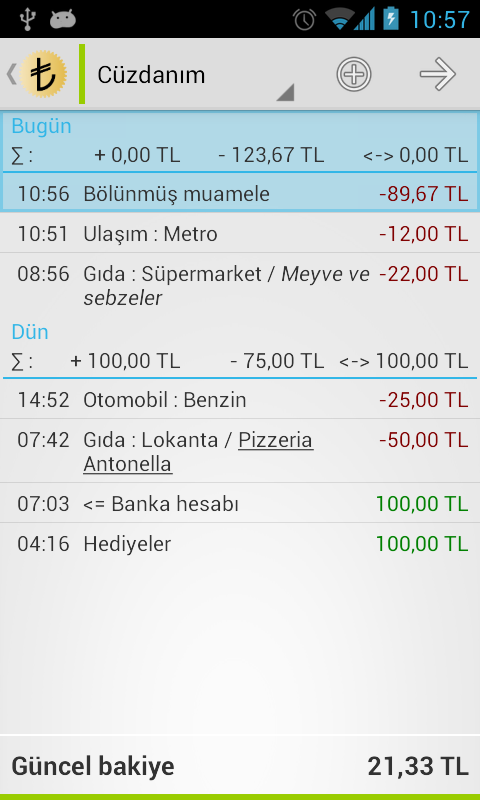 10:57
₺ Cüzdanım
Bugün
∑ : + 0,00 TL - 123,67 TL <-> 0,00 TL
10:56 Bölünmüş muamele -89,67 TL
10:51 Ulaşım : Metro -12,00 TL
08:56 Gıda : Süpermarket / Meyve ve -22,00 TL
sebzeler
Dün
∑ : + 100,00 TL - 75,00 TL <-> 100,00 TL
14:52 Otomobil : Benzin -25,00 TL
07:42 Gıda : Lokanta / Pizzeria -50,00 TL
Antonella
07:03 <= Banka hesabı 100,00 TL
04:16 Hediyeler 100,00 TL
Güncel bakiye 21,33 TL